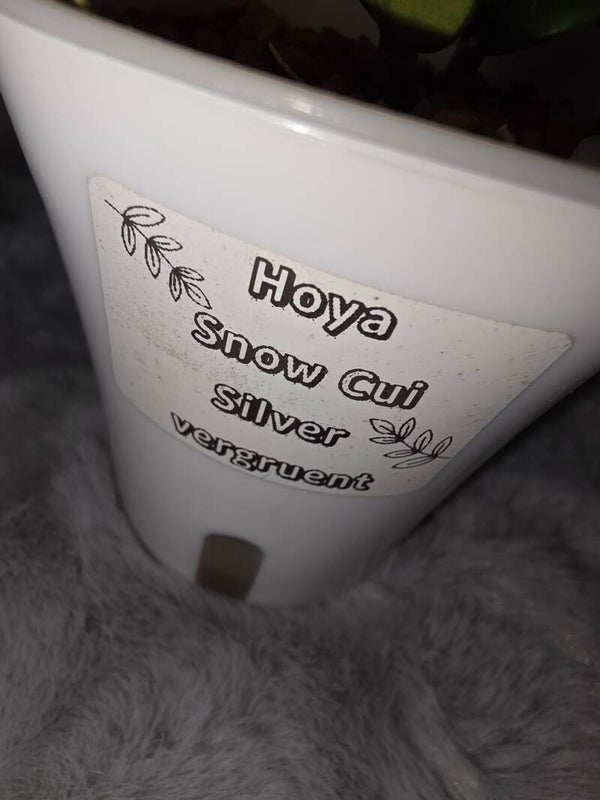 Hoya
Snow Cui
Silver
vergruent